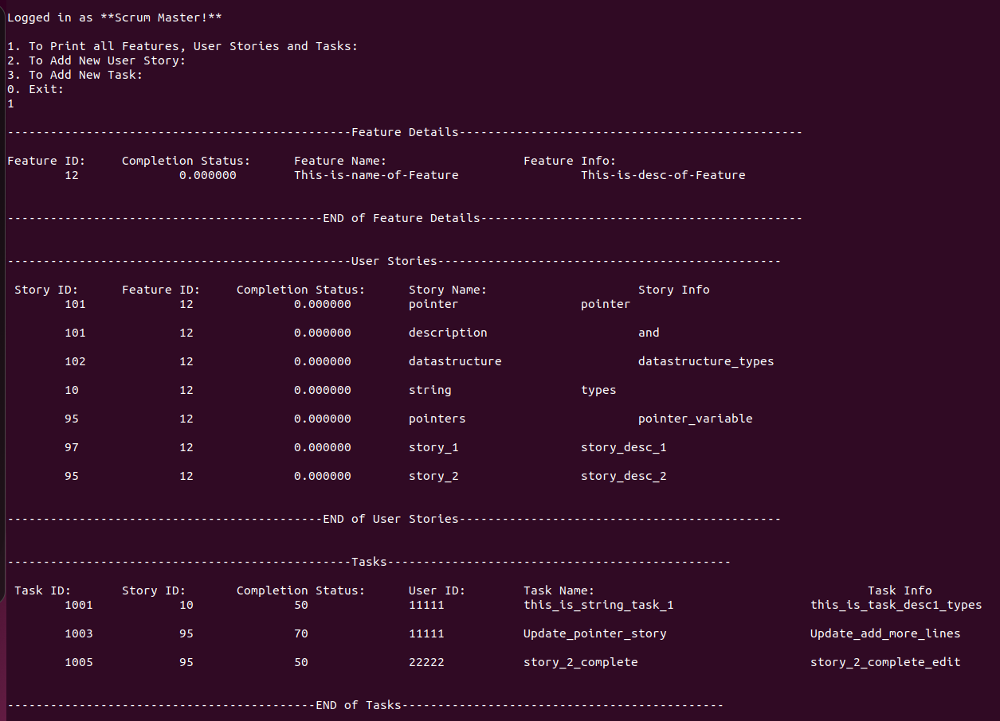 Logged in as **Scrum Master!**
1. To Print all Features, User Stories and Tasks:
2. To Add New User Story:
3. To Add New Task:
0. Exit:
1
------------------------------------------------Feature Details------------------------------------------------
Feature ID: Completion Status: Feature Name: Feature Info:
12 0.000000 This-is-name-of-Feature This-is-desc-of-Feature
--------------------------------------------END of Feature Details---------------------------------------------
------------------------------------------------User Stories------------------------------------------------
Story ID: Feature ID: Completion Status: Story Name: Story Info
101 12 0.000000 pointer pointer
101 12 0.000000 description and
102 12 0.000000 datastructure datastructure_types
10 12 0.000000 string types
95 12 0.000000 pointers pointer_variable
97 12 0.000000 story_1 story_desc_1
95 12 0.000000 story_2 story_desc_2
--------------------------------------------END of User Stories---------------------------------------------
------------------------------------------------Tasks------------------------------------------------
Task ID: Story ID: Completion Status: User ID: Task Name: Task Info
1001 10 50 11111 this_is_string_task_1 this_is_task_desc1_types
1003 95 70 11111 Update_pointer_story Update_add_more_lines
1005 95 50 22222 story_2_complete story_2_complete_edit
-------------------------------------------END of Tasks---------------------------------------------